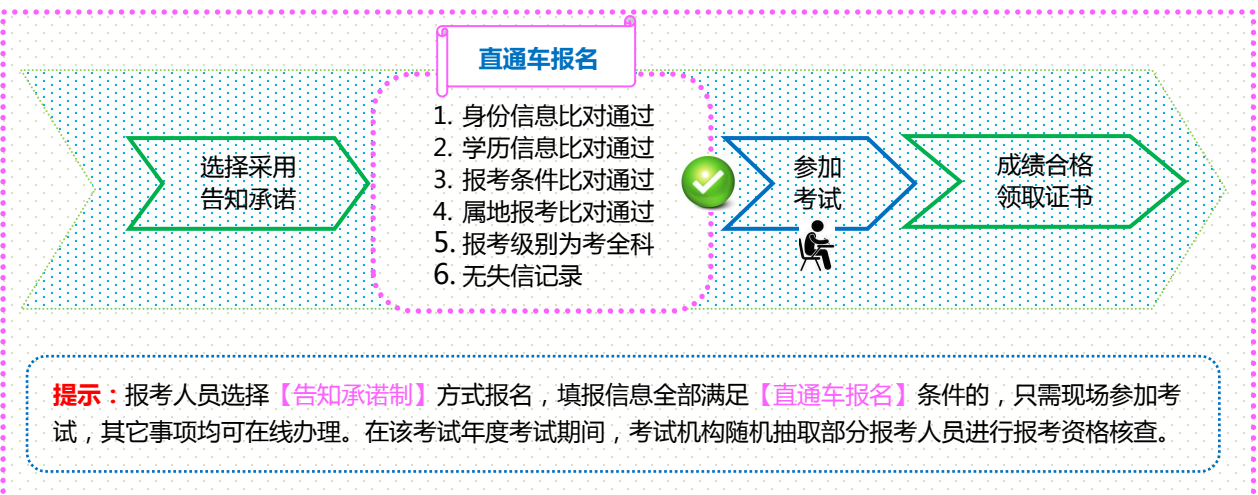 直通车报名
选择采用
告知承诺
1. 身份信息比对通过
2. 学历信息比对通过
3. 报考条件比对通过
4. 属地报考比对通过
5. 报考级别为考全科
6. 无失信记录
参加
考试
成绩合格
领取证书
提示：报考人员选择【告知承诺制】方式报名，填报信息全部满足【直通车报名】条件的，只需现场参加考
试，其它事项均可在线办理。在该考试年度考试期间，考试机构随机抽取部分报考人员进行报考资格核查。